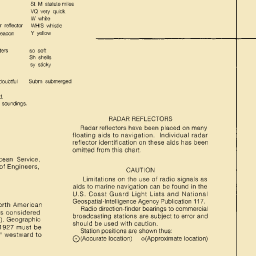 St M statute miles
VQ very quick
W white
r reflector WHIS whistle
eacon Y yellow
ters so soft
Sh shells
sy sticky
oubtful Subm submerged
soundings.
RADAR REFLECTORS
Radar reflectors have been placed on many
floating aids to navigation. Individual radar
reflector identification on these aids has been
omitted from this chart.
cean Service,
of Engineers,
CAUTION
Limitations on the use of radio signals as
aids to marine navigation can be found in the
U.S. Coast Guard Light Lists and National
Geospatial-Intelligence Agency Publication 117.
orth American
Radio direction-finder bearings to commercial
s considered
broadcasting stations are subject to error and
). Geographic
should be used with caution.
1927 must be
Station positions are shown thus:
" westward to
(Accurate location) o(Approximate location)